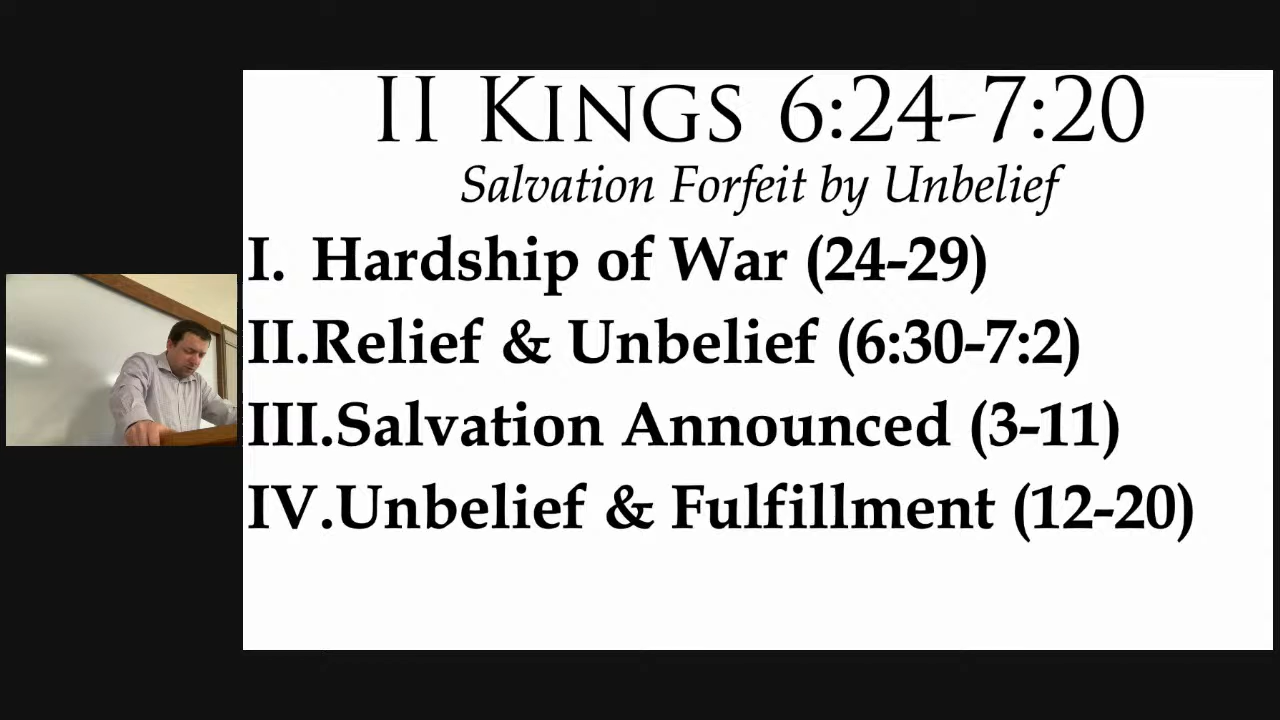 II Kings 6:24-7:20
Salvation Forfeit by Unbelief
I. Hardship of War (24-29)
II.Relief & Unbelief (6:30-7:2)
III.Salvation Announced (3-11)
IV.Unbelief & Fulfillment (12-20)